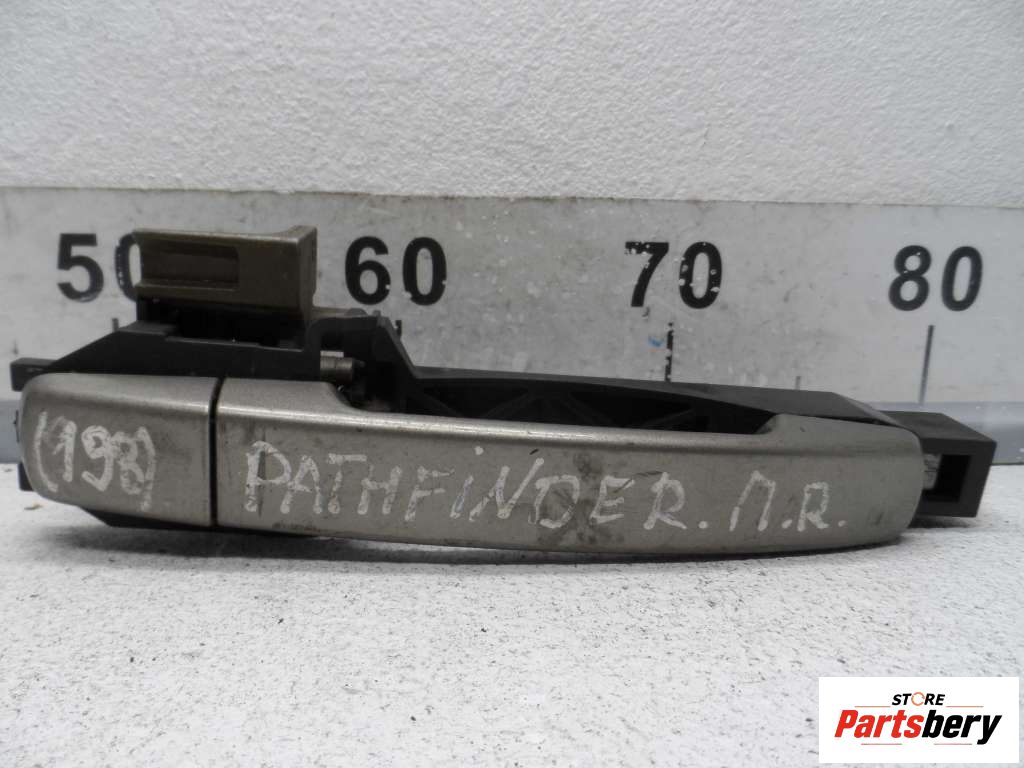 50 60 70 80
(198) PATHFINDER. П.R.
STORE
Partsbery